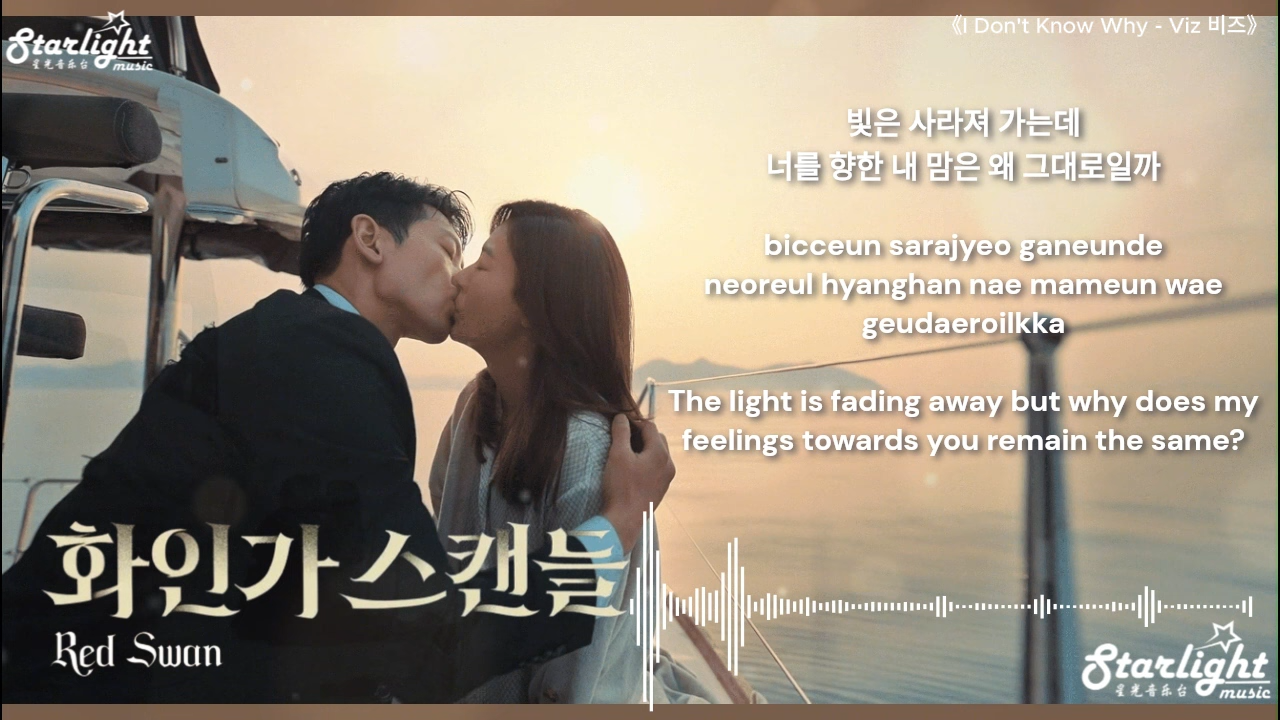 Starlight
星光音乐台
music
《I Don't Know Why - Viz 비즈》
빛은 사라져 가는데
너를 향한 내 맘은 왜 그대로일까
bicceun sarajyeo ganeunde
neoreul hyanghan nae mameun wae
geudaeroilkka
The light is fading away but why does my
feelings towards you remain the same?
화인가 스캔들
Red Swan
Starlight
星光音乐台
music